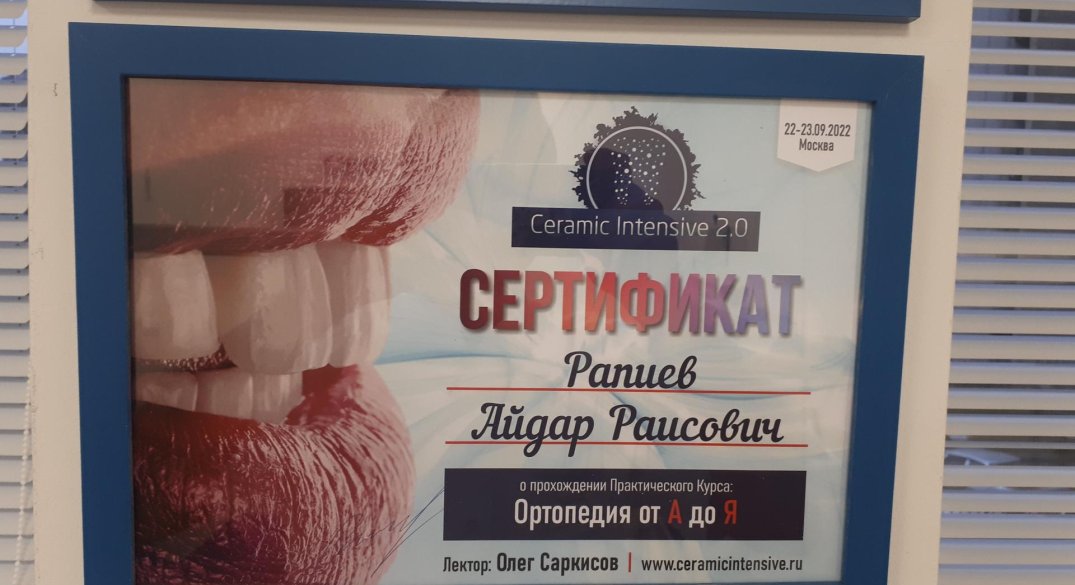 22-23.09.2022
Москва
Ceramic Intensive 2.0
СЕРТИФИКАТ
Рапиев
Айдар Раисович
о прохождении Практического Курса:
Ортопедия от А до Я
Лектор: Олег Саркисов | www.ceramicintensive.ru